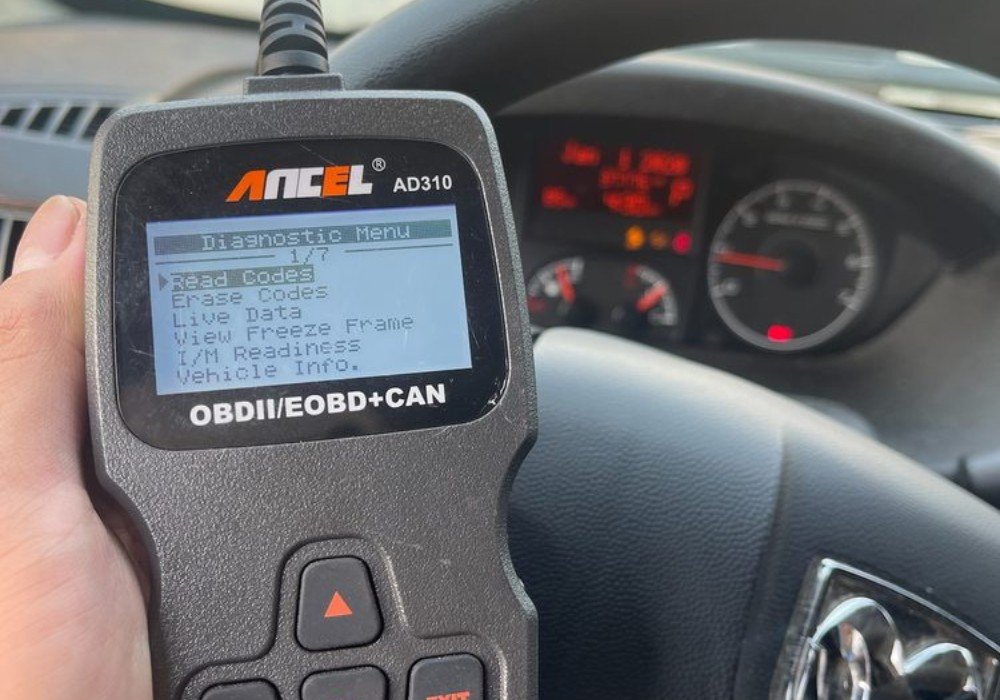 ANCEL® AD310
Diagnostic Menu
1/7
Read Codes
Erase Codes
Live Data
View Freeze Frame
I/M Readiness
Vehicle Info.
OBDII/EOBD+CAN
EXIT